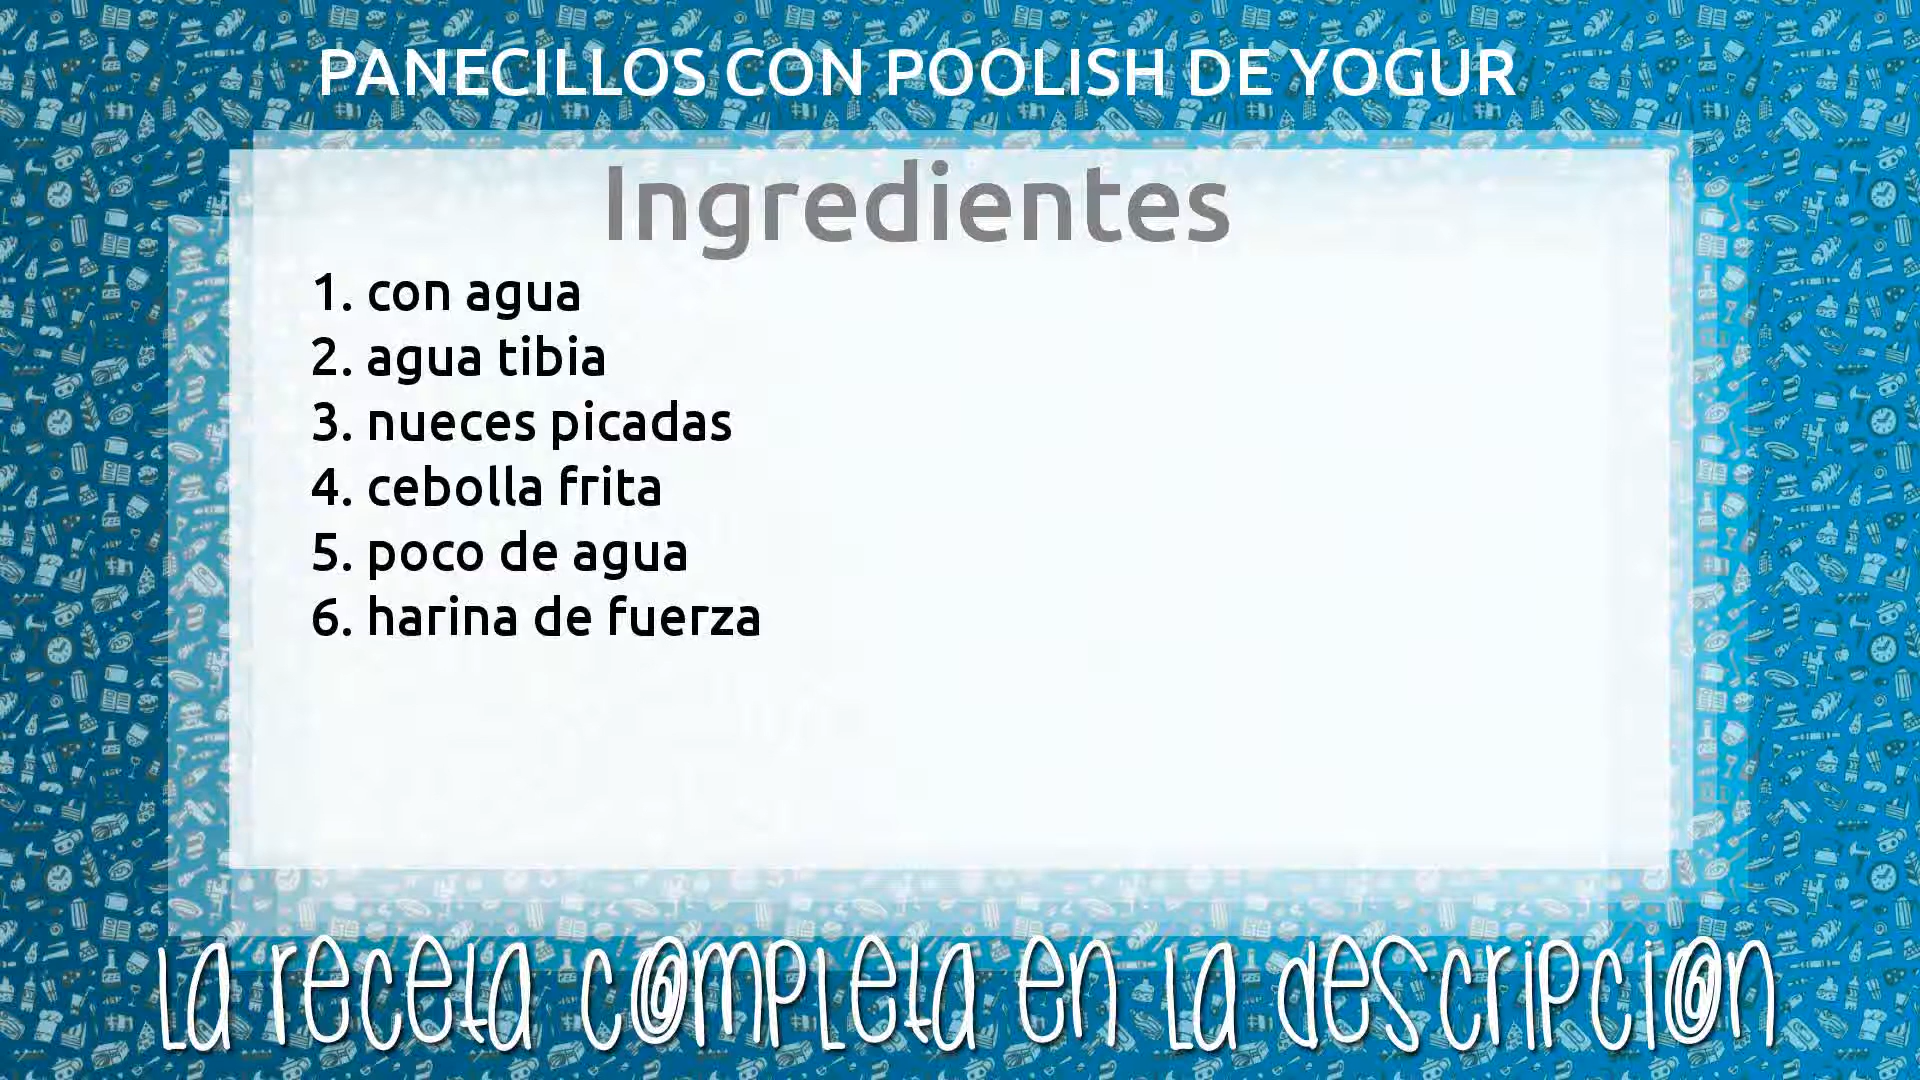 PANECILLOS CON POOLISH DE YOGUR
Ingredientes
1. con agua
2. agua tibia
3. nueces picadas
4. cebolla frita
5. poco de agua
6. harina de fuerza
La receta completa en la descripcion